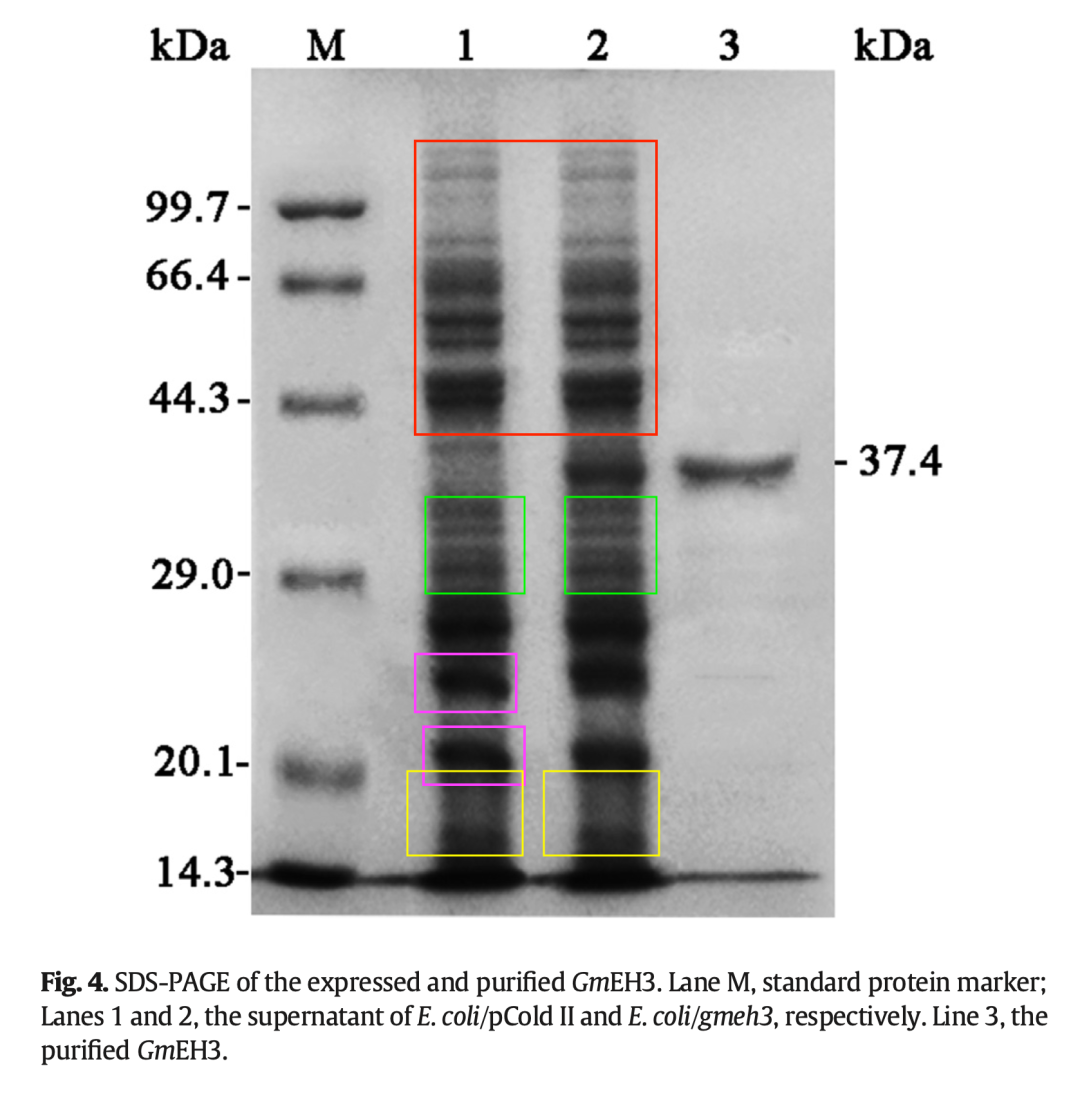 kDa M 1 2 3 kDa
99.7-
66.4-
44.3-
- 37.4
29.0-
20.1-
14.3-
Fig. 4. SDS-PAGE of the expressed and purified GmEH3. Lane M, standard protein marker;
Lanes 1 and 2, the supernatant of E. coli/pCold II and E. coli/gmeh3, respectively. Line 3, the
purified GmEH3.